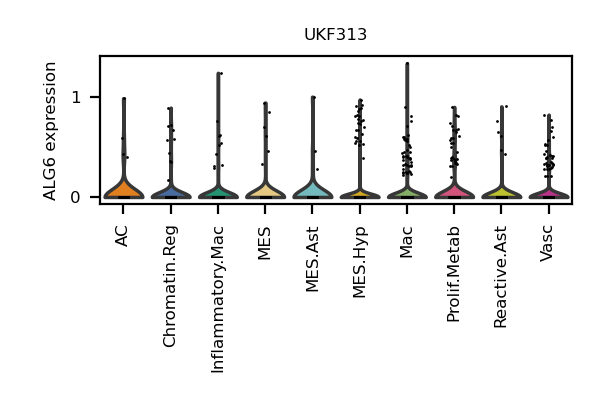 UKF313
ALG6 expression
1
0
AC
Chromatin.Reg
Inflammatory.Mac
MES
MES.Ast
MES.Hyp
Mac
Prolif.Metab
Reactive.Ast
Vasc